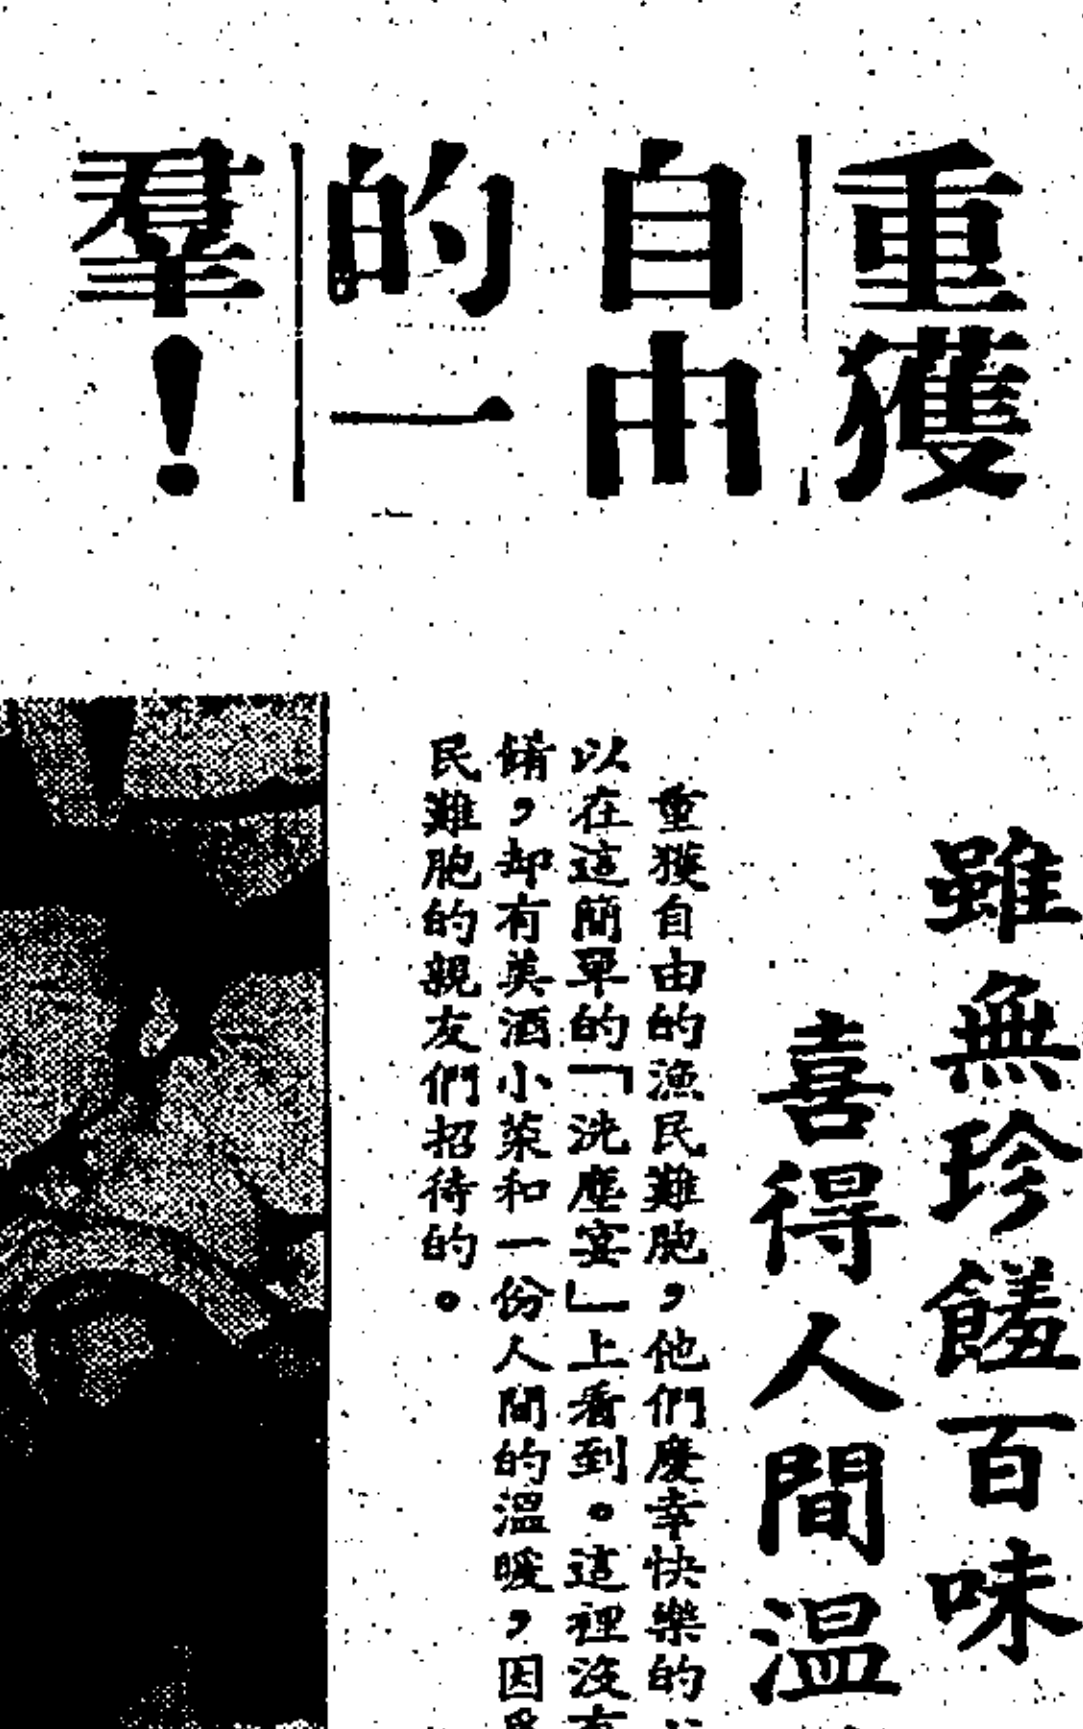 重獲
自由
的一
羣！
雖無珍饈百味
喜得人間溫
重獲自由的漁民難胞，他們慶幸快樂的
以在這簡單的「洗塵宴」上看到。這裡沒有
餚，却有美酒小菜和一份人間的溫暖，因爲
民難胞的親友們招待的。